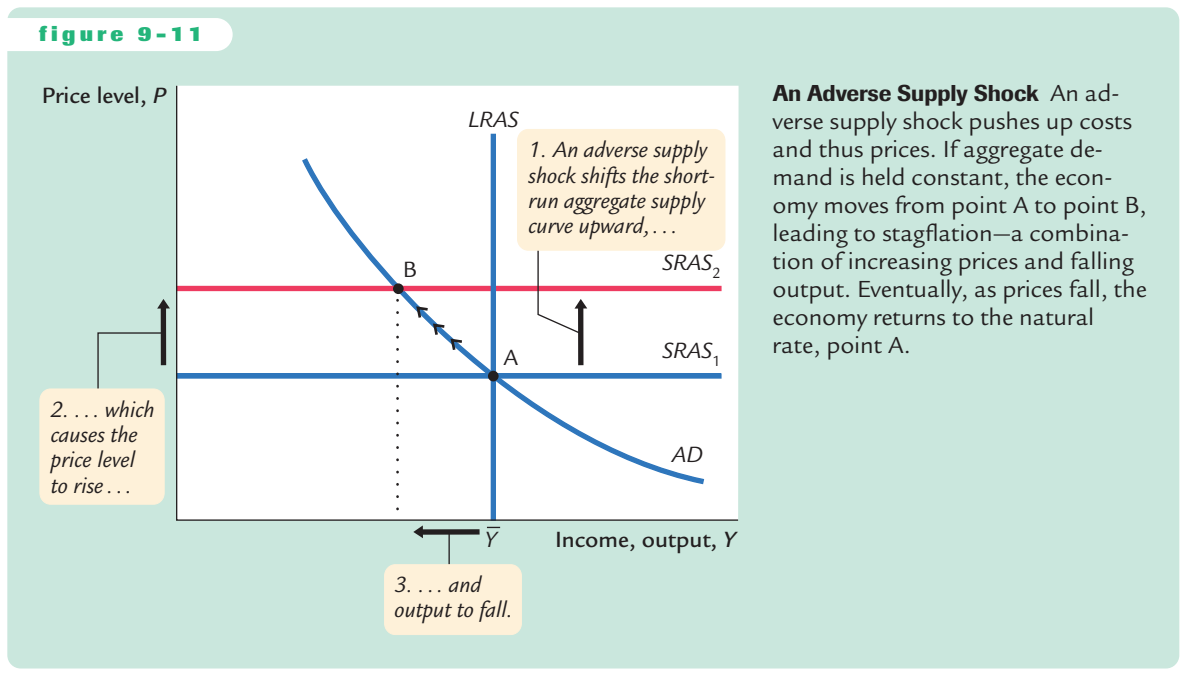 figure 9-11
Price level, P
LRAS
1. An adverse supply
shock shifts the short-
run aggregate supply
curve upward, . . .
B
SRAS2
A
SRAS1
2. . . . which
causes the
price level
to rise . . .
AD
Y̅
Income, output, Y
3. . . . and
output to fall.
An Adverse Supply Shock An ad-
verse supply shock pushes up costs
and thus prices. If aggregate de-
mand is held constant, the econ-
omy moves from point A to point B,
leading to stagflation—a combina-
tion of increasing prices and falling
output. Eventually, as prices fall, the
economy returns to the natural
rate, point A.